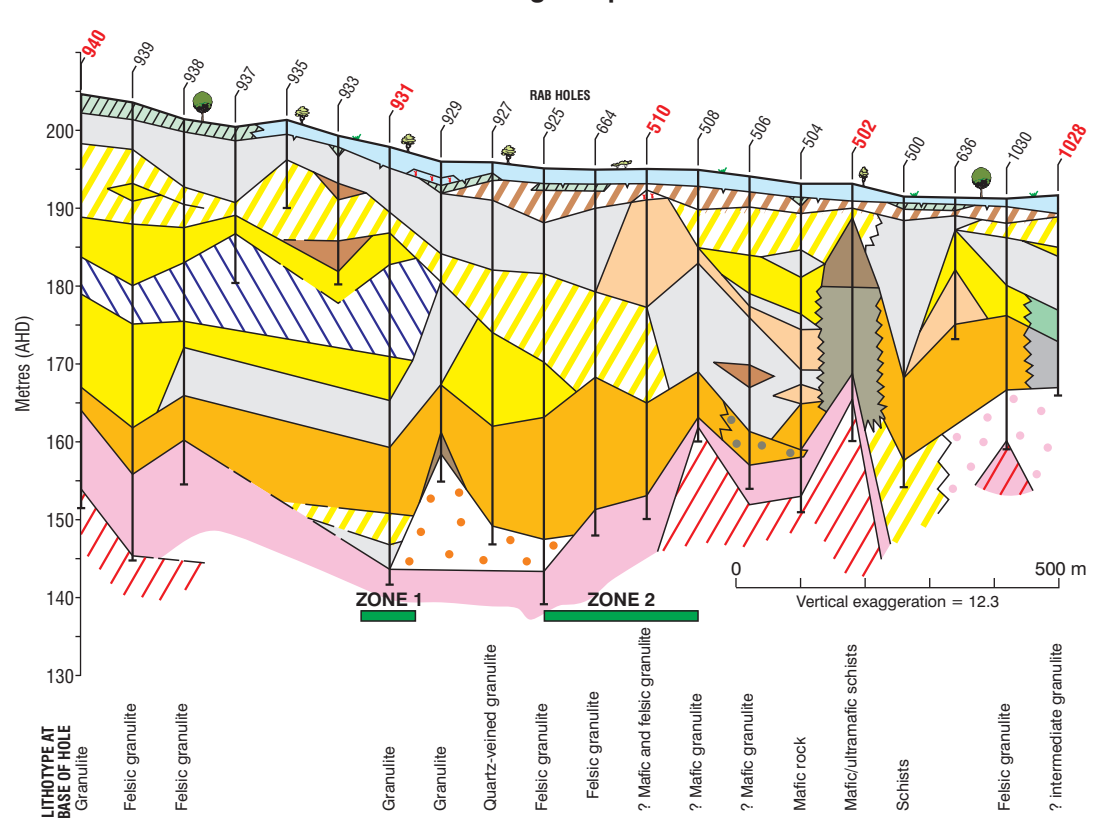 940
939
938
937
935
933
931
929
927
RAB HOLES
925
664
510
508
506
504
502
500
636
1030
1028
Metres (AHD)
200
190
180
170
160
150
140
130
0
500 m
Vertical exaggeration = 12.3
ZONE 1
ZONE 2
LITHOTYPE AT
BASE OF HOLE
Granulite
Felsic granulite
Felsic granulite
Granulite
Granulite
Quartz-veined granulite
Felsic granulite
Felsic granulite
? Mafic and felsic granulite
? Mafic granulite
? Mafic granulite
Mafic rock
Mafic/ultramafic schists
Schists
Felsic granulite
? intermediate granulite